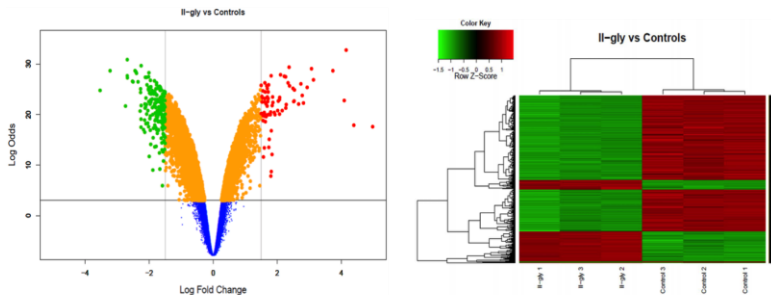 II-gly vs Controls
Log Odds
30
20
10
0
-4
-2
0
2
4
Log Fold Change
Color Key
-1.5
-0.5
0
0.5
1
Row Z-Score
II-gly vs Controls
II-gly 1
II-gly 3
II-gly 2
Control 3
Control 2
Control 1